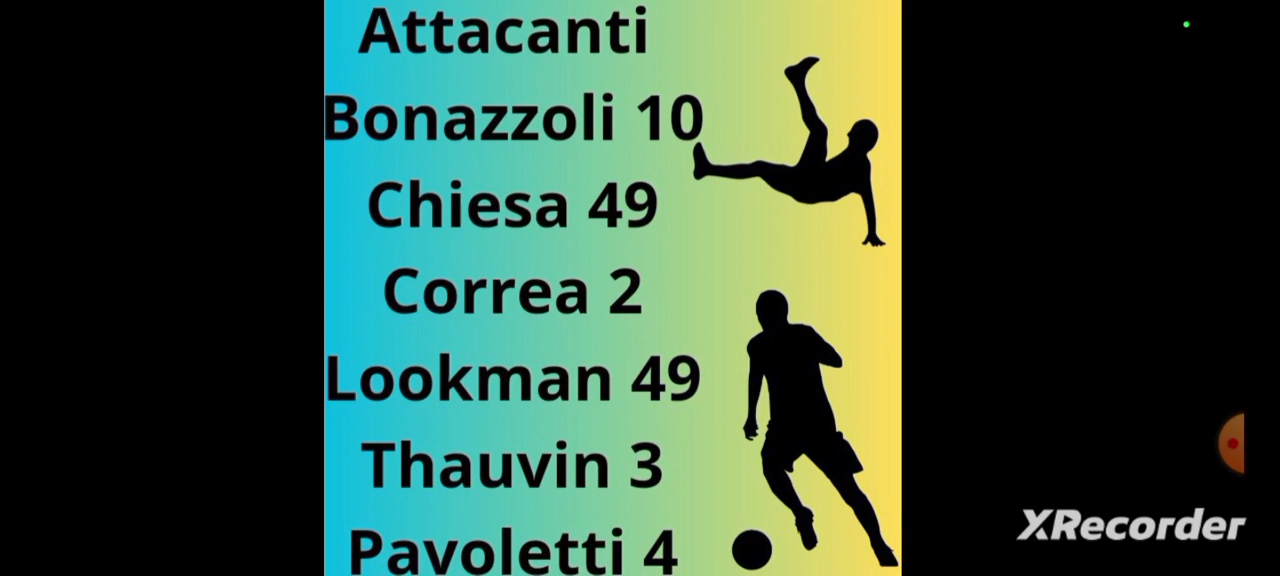 Attacanti
Bonazzoli 10
Chiesa 49
Correa 2
Lookman 49
Thauvin 3
Pavoletti 4
XRecorder